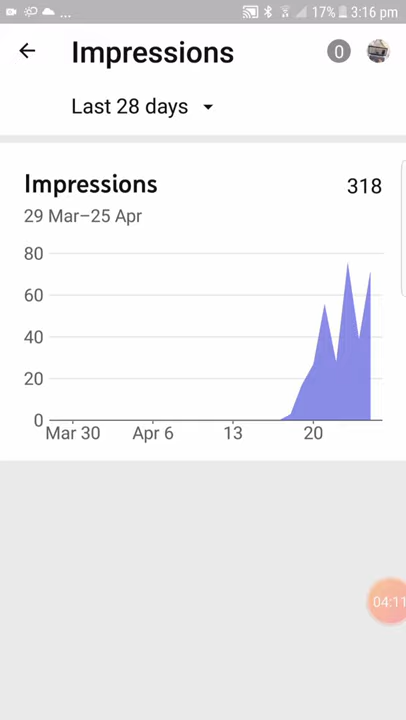 17% 3:16 pm
Impressions
0
Last 28 days
Impressions 318
29 Mar–25 Apr
80
60
40
20
0
Mar 30 Apr 6 13 20
04:11